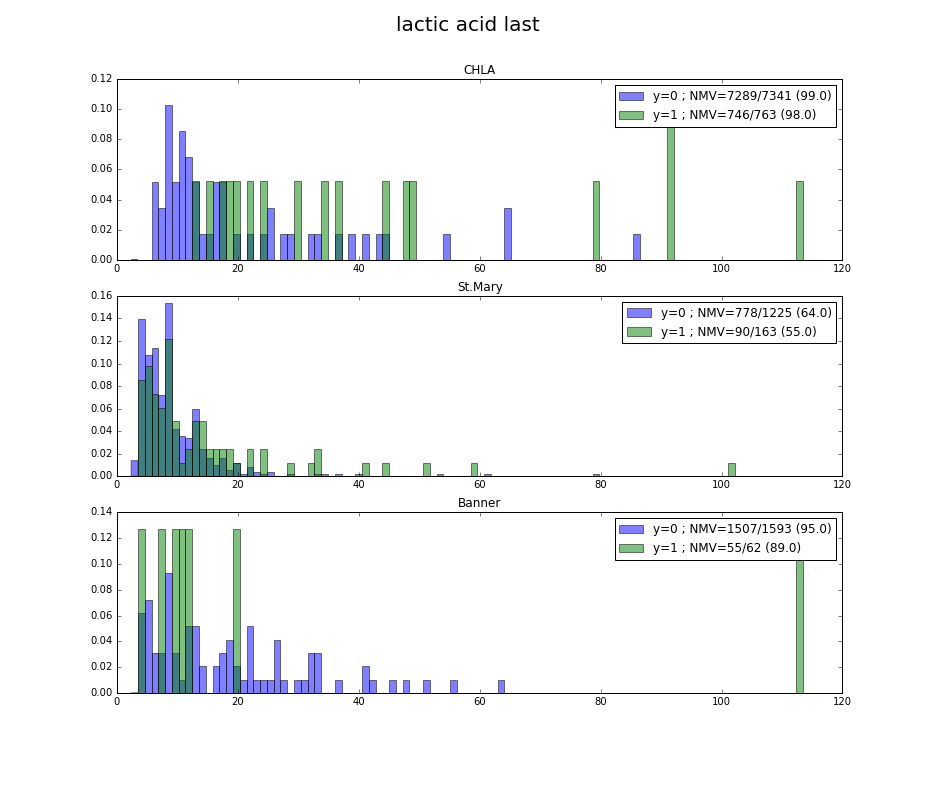 lactic acid last
CHLA
0.12
0.10
0.08
0.06
0.04
0.02
0.00
y=0 ; NMV=7289/7341 (99.0)
y=1 ; NMV=746/763 (98.0)
0 20 40 60 80 100 120
St.Mary
0.16
0.14
0.12
0.10
0.08
0.06
0.04
0.02
0.00
y=0 ; NMV=778/1225 (64.0)
y=1 ; NMV=90/163 (55.0)
0 20 40 60 80 100 120
Banner
0.14
0.12
0.10
0.08
0.06
0.04
0.02
0.00
y=0 ; NMV=1507/1593 (95.0)
y=1 ; NMV=55/62 (89.0)
0 20 40 60 80 100 120